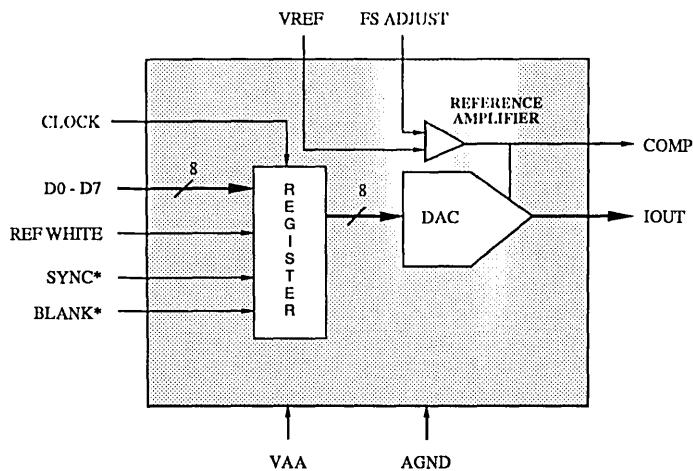 VREF
FS ADJUST
REFERENCE
AMPLIFIER
CLOCK
COMP
8
D0 - D7
REGISTER
8
DAC
IOUT
REF WHITE
SYNC*
BLANK*
VAA
AGND